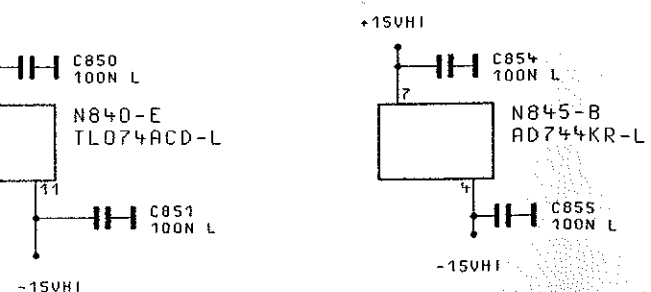 +15VHI
C850
100N L
C854
100N L
7
N840-E
TL074ACD-L
N845-B
AD744KR-L
11
4
C851
100N L
C855
100N L
-15VHI
-15VHI